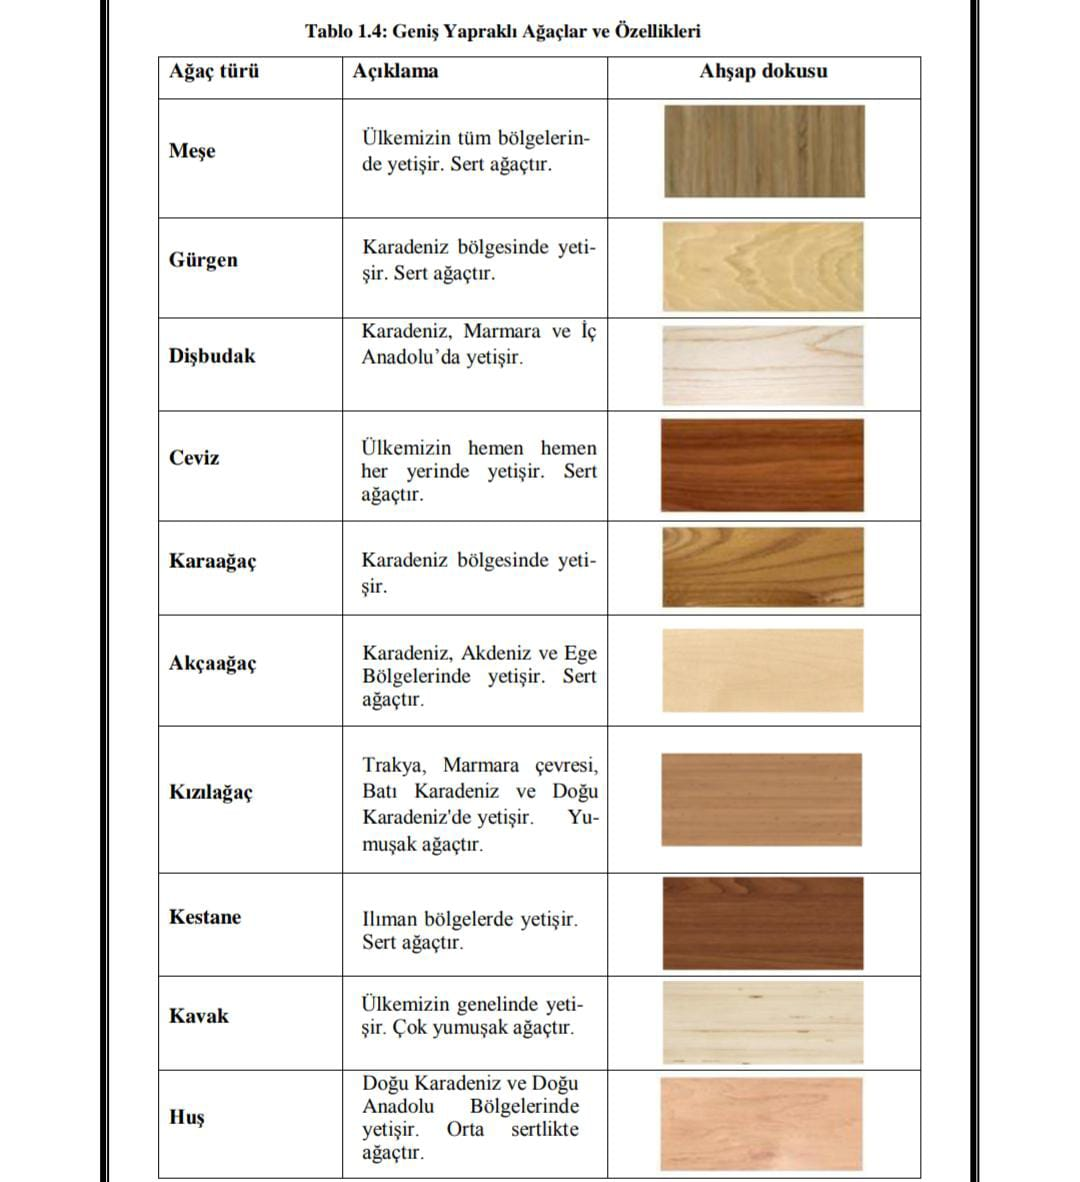 Tablo 1.4: Geniş Yapraklı Ağaçlar ve Özellikleri
Ağaç türü Açıklama Ahşap dokusu
Meşe
Ülkemizin tüm bölgelerin-
de yetişir. Sert ağaçtır.
Gürgen
Karadeniz bölgesinde yeti-
şir. Sert ağaçtır.
Dişbudak
Karadeniz, Marmara ve İç
Anadolu’da yetişir.
Ceviz
Ülkemizin hemen hemen
her yerinde yetişir. Sert
ağaçtır.
Karaağaç
Karadeniz bölgesinde yeti-
şir.
Akçaağaç
Karadeniz, Akdeniz ve Ege
Bölgelerinde yetişir. Sert
ağaçtır.
Kızılağaç
Trakya, Marmara çevresi,
Batı Karadeniz ve Doğu
Karadeniz'de yetişir. Yu-
muşak ağaçtır.
Kestane
Ilıman bölgelerde yetişir.
Sert ağaçtır.
Kavak
Ülkemizin genelinde yeti-
şir. Çok yumuşak ağaçtır.
Huş
Doğu Karadeniz ve Doğu
Anadolu Bölgelerinde
yetişir. Orta sertlikte
ağaçtır.